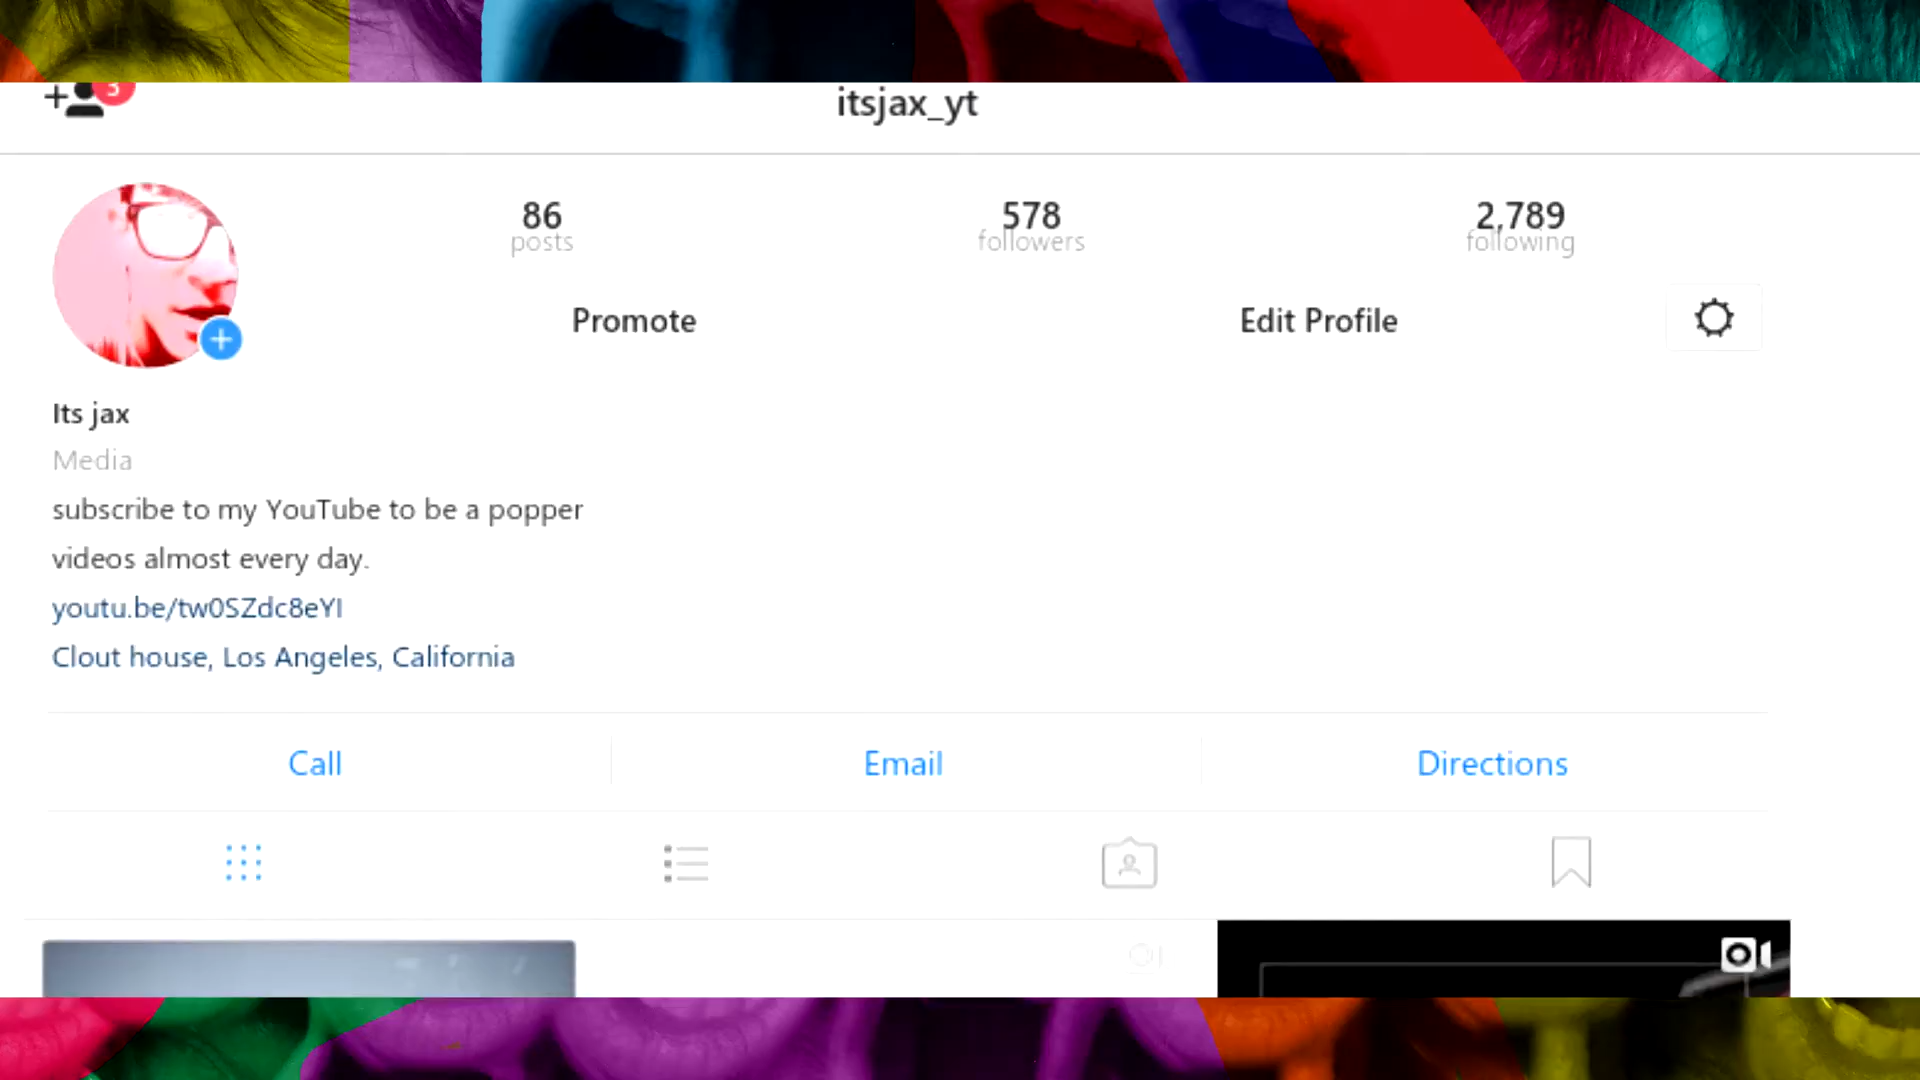 3
itsjax_yt
86
posts
578
followers
2,789
following
Promote
Edit Profile
Its jax
Media
subscribe to my YouTube to be a popper
videos almost every day.
youtu.be/tw0SZdc8eYI
Clout house, Los Angeles, California
Call
Email
Directions